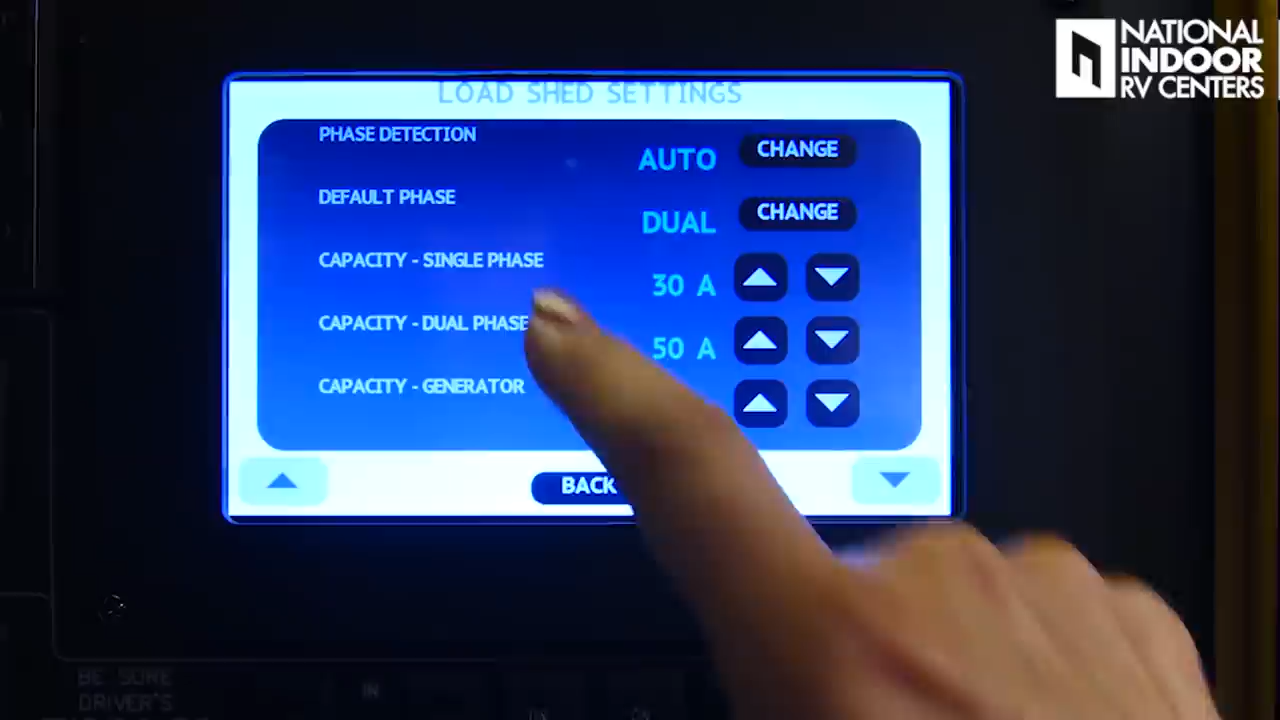 NATIONAL
INDOOR
RV CENTERS
LOAD SHED SETTINGS
PHASE DETECTION AUTO CHANGE
DEFAULT PHASE DUAL CHANGE
CAPACITY - SINGLE PHASE 30 A
CAPACITY - DUAL PHASE 50 A
CAPACITY - GENERATOR
BACK
BE SURE
DRIVER'S